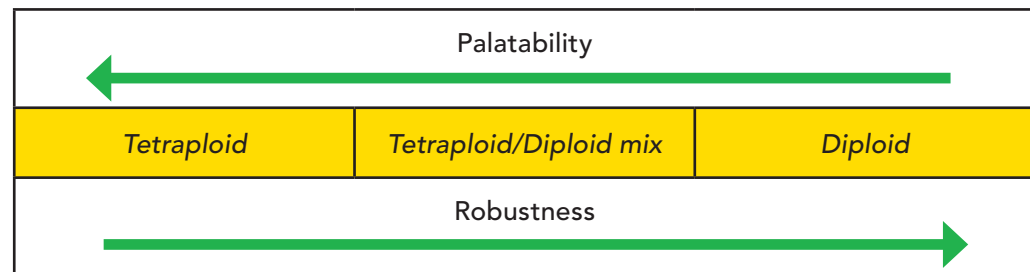 Palatability
Tetraploid
Tetraploid/Diploid mix
Diploid
Robustness